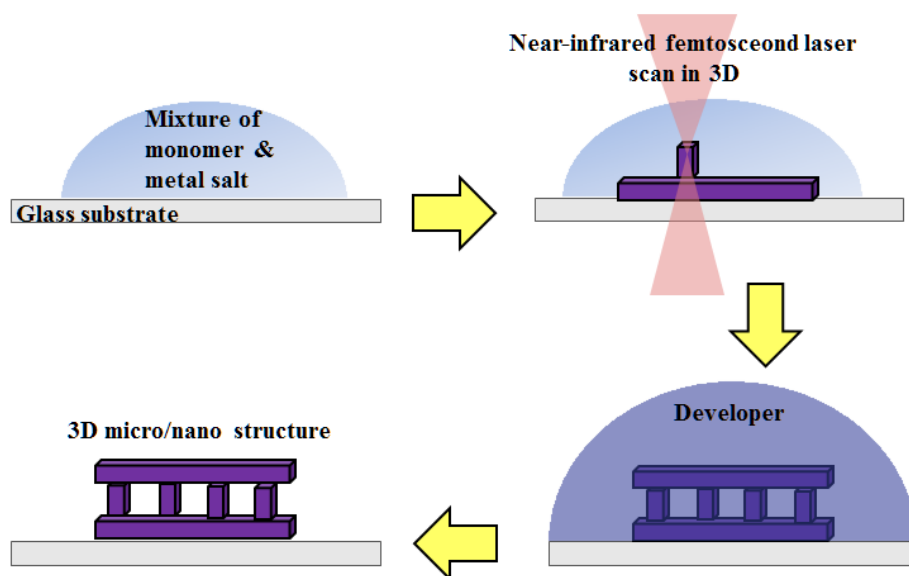 Mixture of
monomer &
metal salt
Glass substrate
Near-infrared femtosceond laser
scan in 3D
Developer
3D micro/nano structure